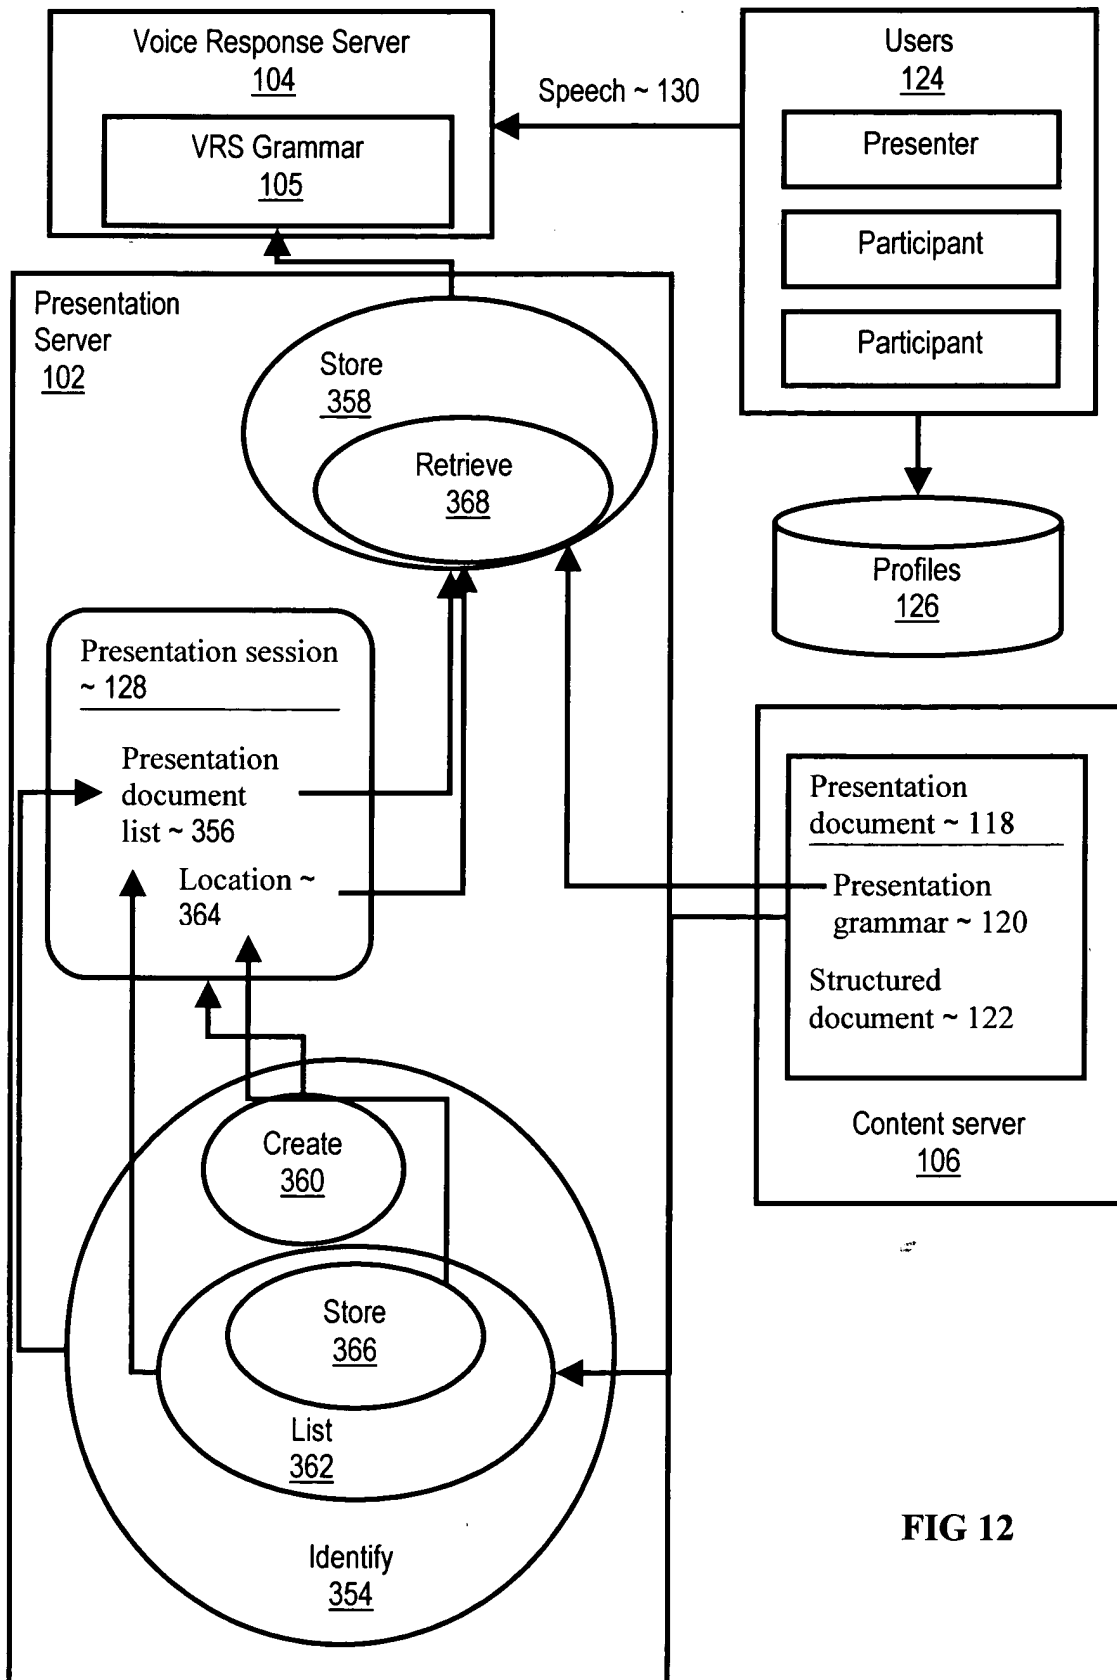 Voice Response Server
104
VRS Grammar
105
Speech ~ 130
Users
124
Presenter
Participant
Participant
Profiles
126
Presentation
Server
102
Store
358
Retrieve
368
Presentation session
~ 128
Presentation
document
list ~ 356
Location ~
364
Presentation
document ~ 118
Presentation
grammar ~ 120
Structured
document ~ 122
Content server
106
Create
360
Store
366
List
362
Identify
354
FIG 12